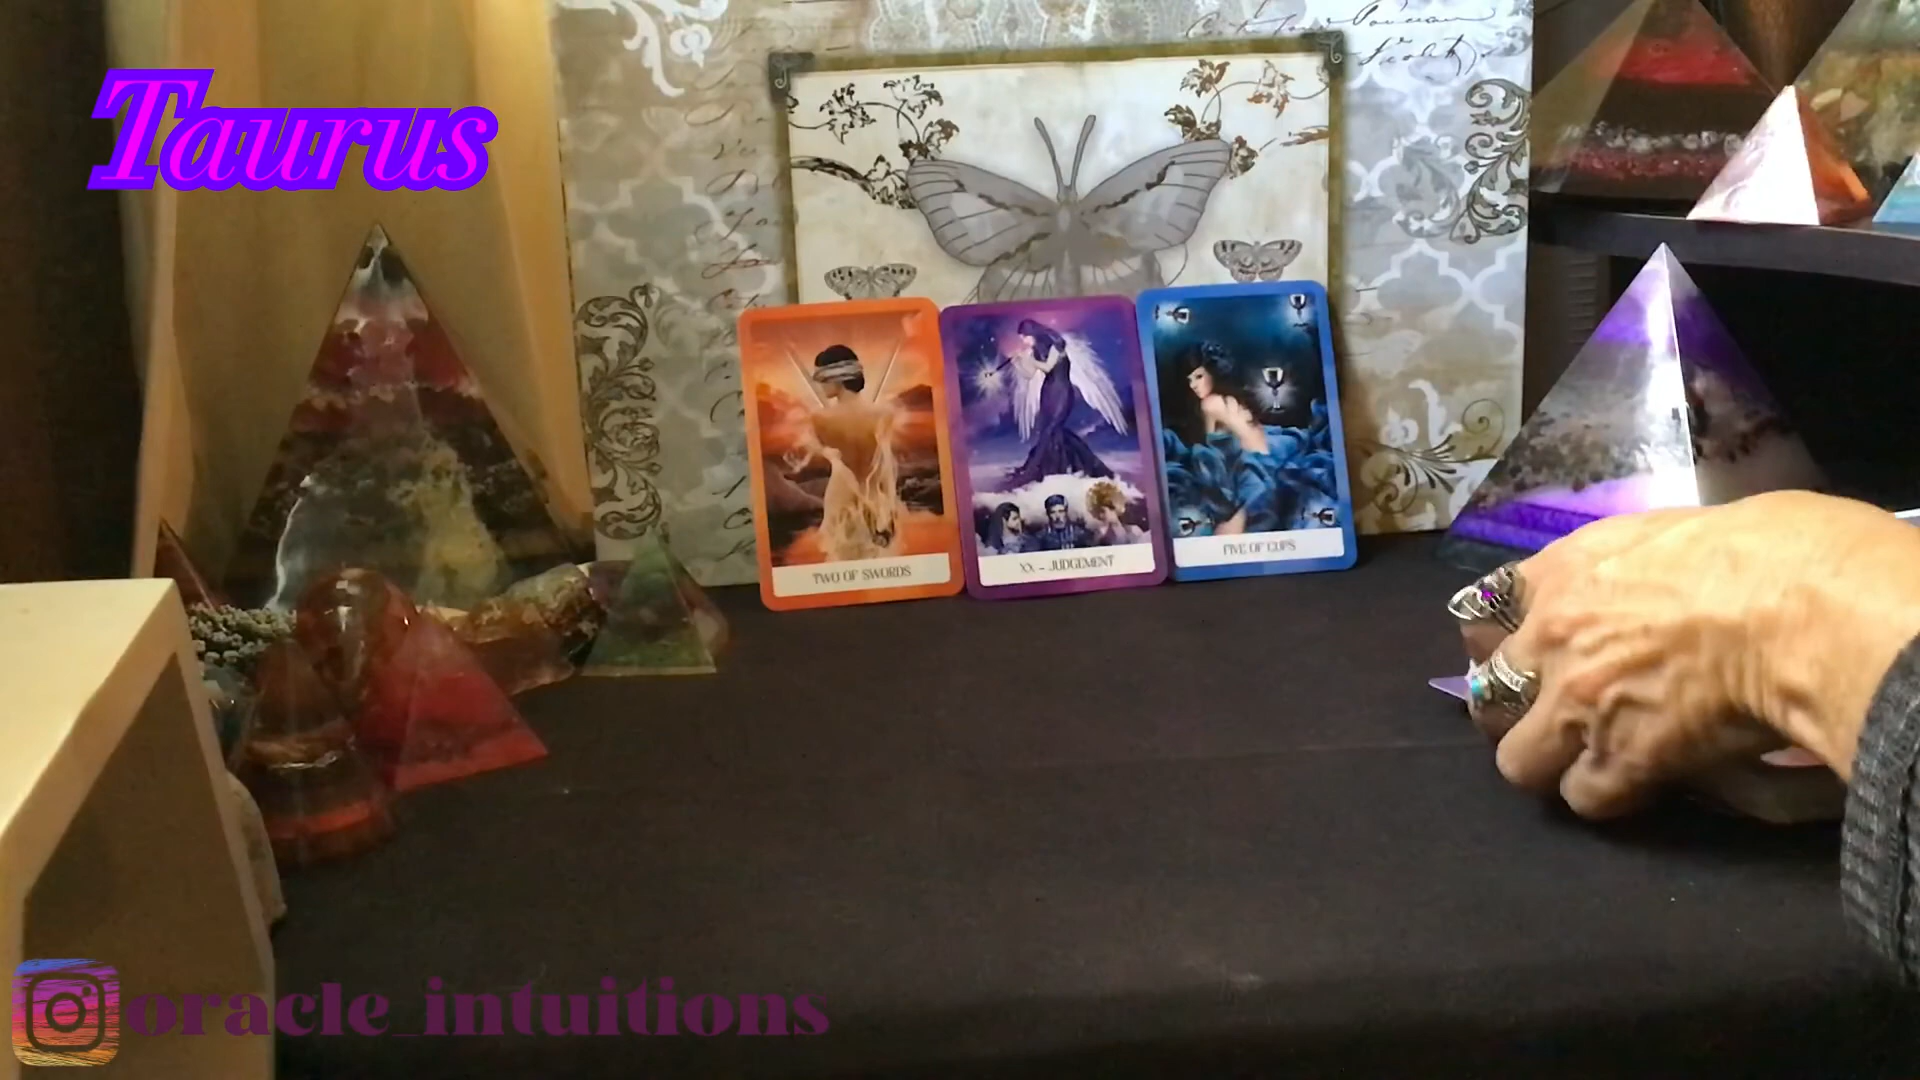 Taurus
TWO OF SWORDS
XX – JUDGEMENT
FIVE OF CUPS
oracle_intuitions